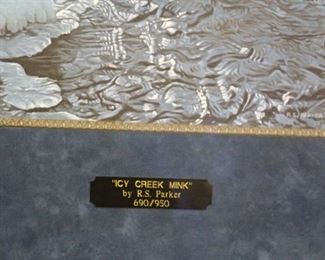 "ICY CREEK MINK"
by R.S. Parker
690/950